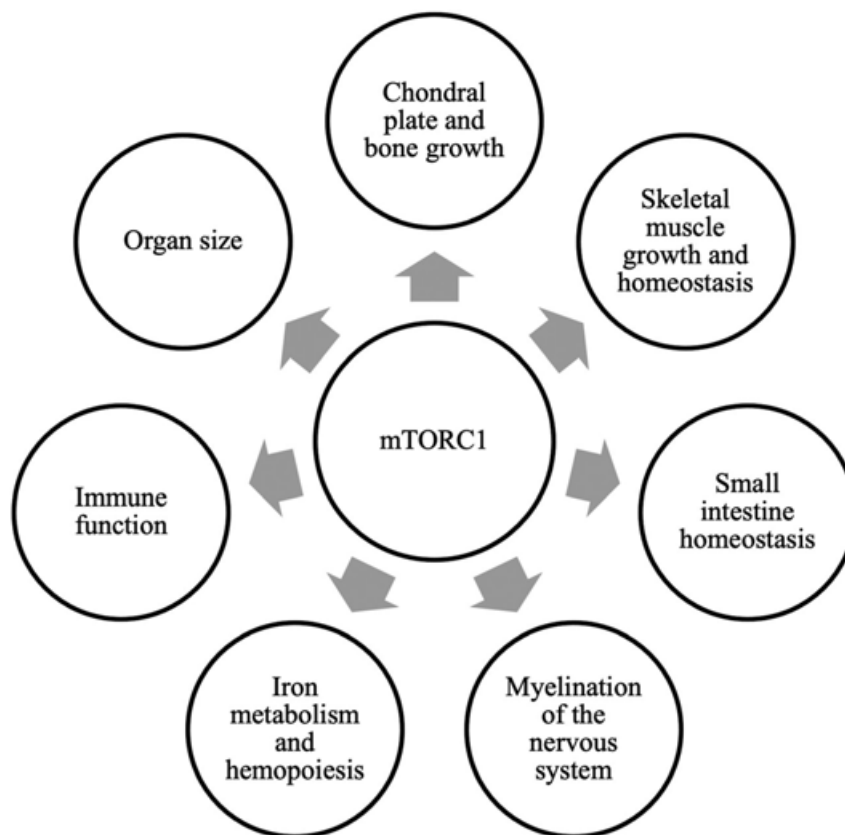 Chondral
plate and
bone growth
Skeletal
muscle
growth and
homeostasis
Small
intestine
homeostasis
Myelination
of the
nervous
system
Iron
metabolism
and
hemopoiesis
Immune
function
Organ size
mTORC1